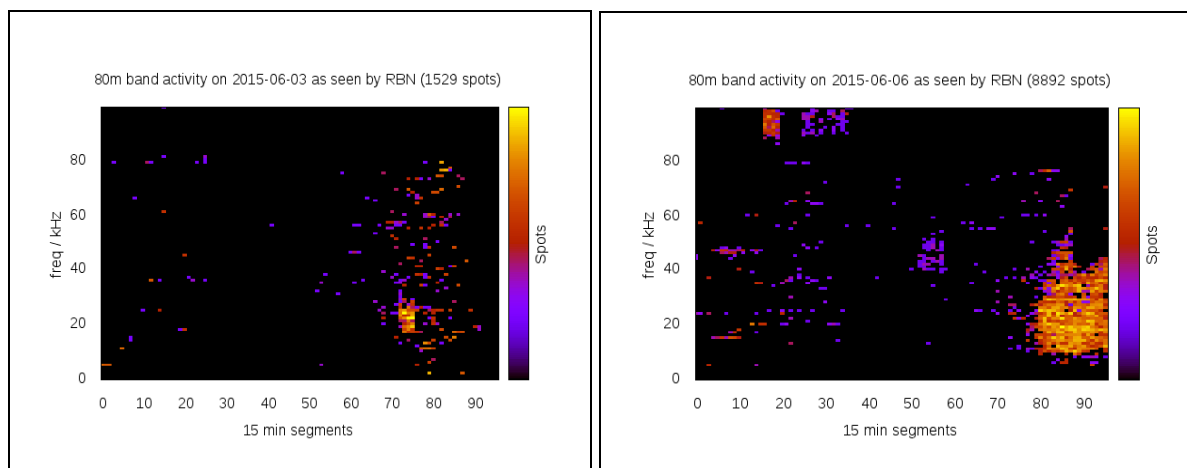 80m band activity on 2015-06-03 as seen by RBN (1529 spots)
freq / kHz
80
60
40
20
0
0 10 20 30 40 50 60 70 80 90
15 min segments
Spots
80m band activity on 2015-06-06 as seen by RBN (8892 spots)
freq / kHz
80
60
40
20
0
0 10 20 30 40 50 60 70 80 90
15 min segments
Spots